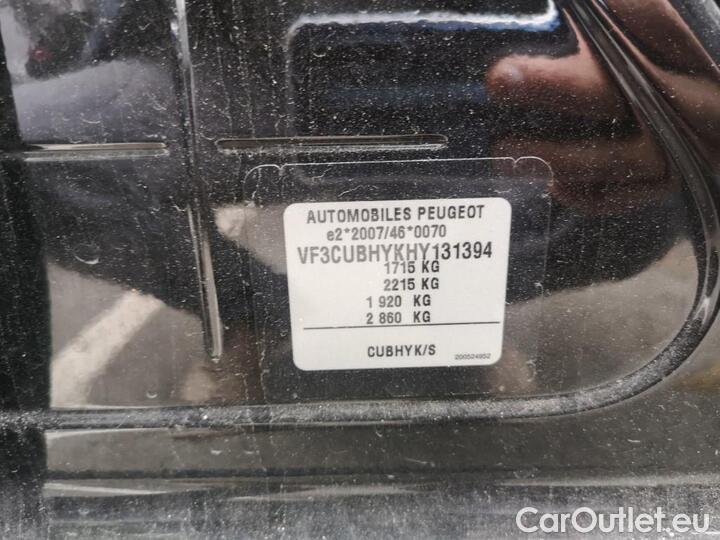 AUTOMOBILES PEUGEOT
e2*2007/46*0070
VF3CUBHYKHY131394
1715 KG
2215 KG
1 920 KG
2 860 KG
CUBHYK/S
200524952
CarOutlet.eu